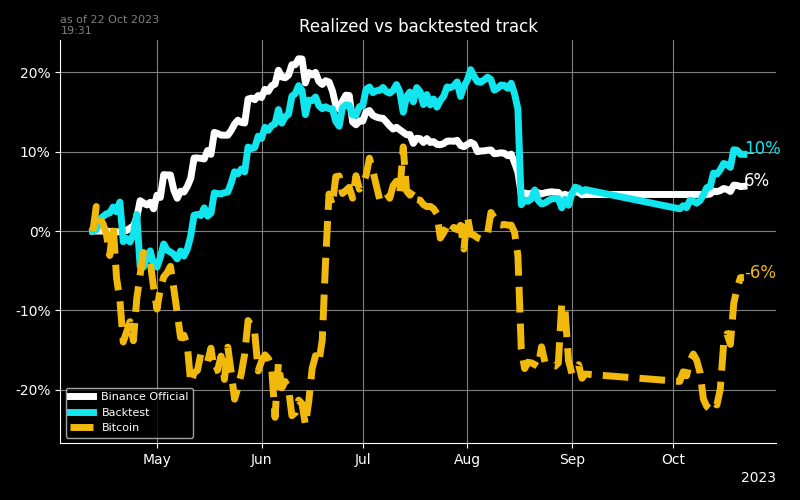 as of 22 Oct 2023
19:31
Realized vs backtested track
20%
10%
0%
-10%
-20%
10%
6%
-6%
Binance Official
Backtest
Bitcoin
May
Jun
Jul
Aug
Sep
Oct
2023